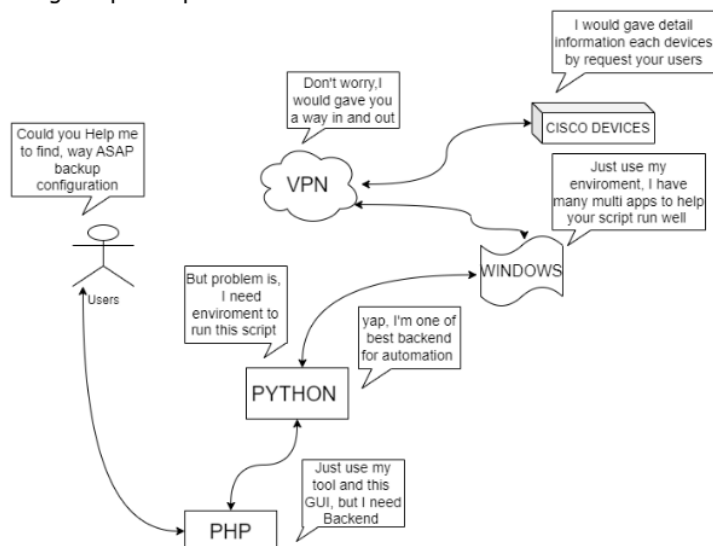 I would gave detail
information each devices
by request your users
Don't worry,I
would gave you
a way in and out
CISCO DEVICES
Could you Help me
to find, way ASAP
backup
configuration
VPN
Just use my
enviroment, I have
many multi apps to help
your script run well
Users
But problem is,
I need
enviroment to
run this script
WINDOWS
yap, I'm one of
best backend
for automation
PYTHON
Just use my
tool and this
GUI, but I need
Backend
PHP